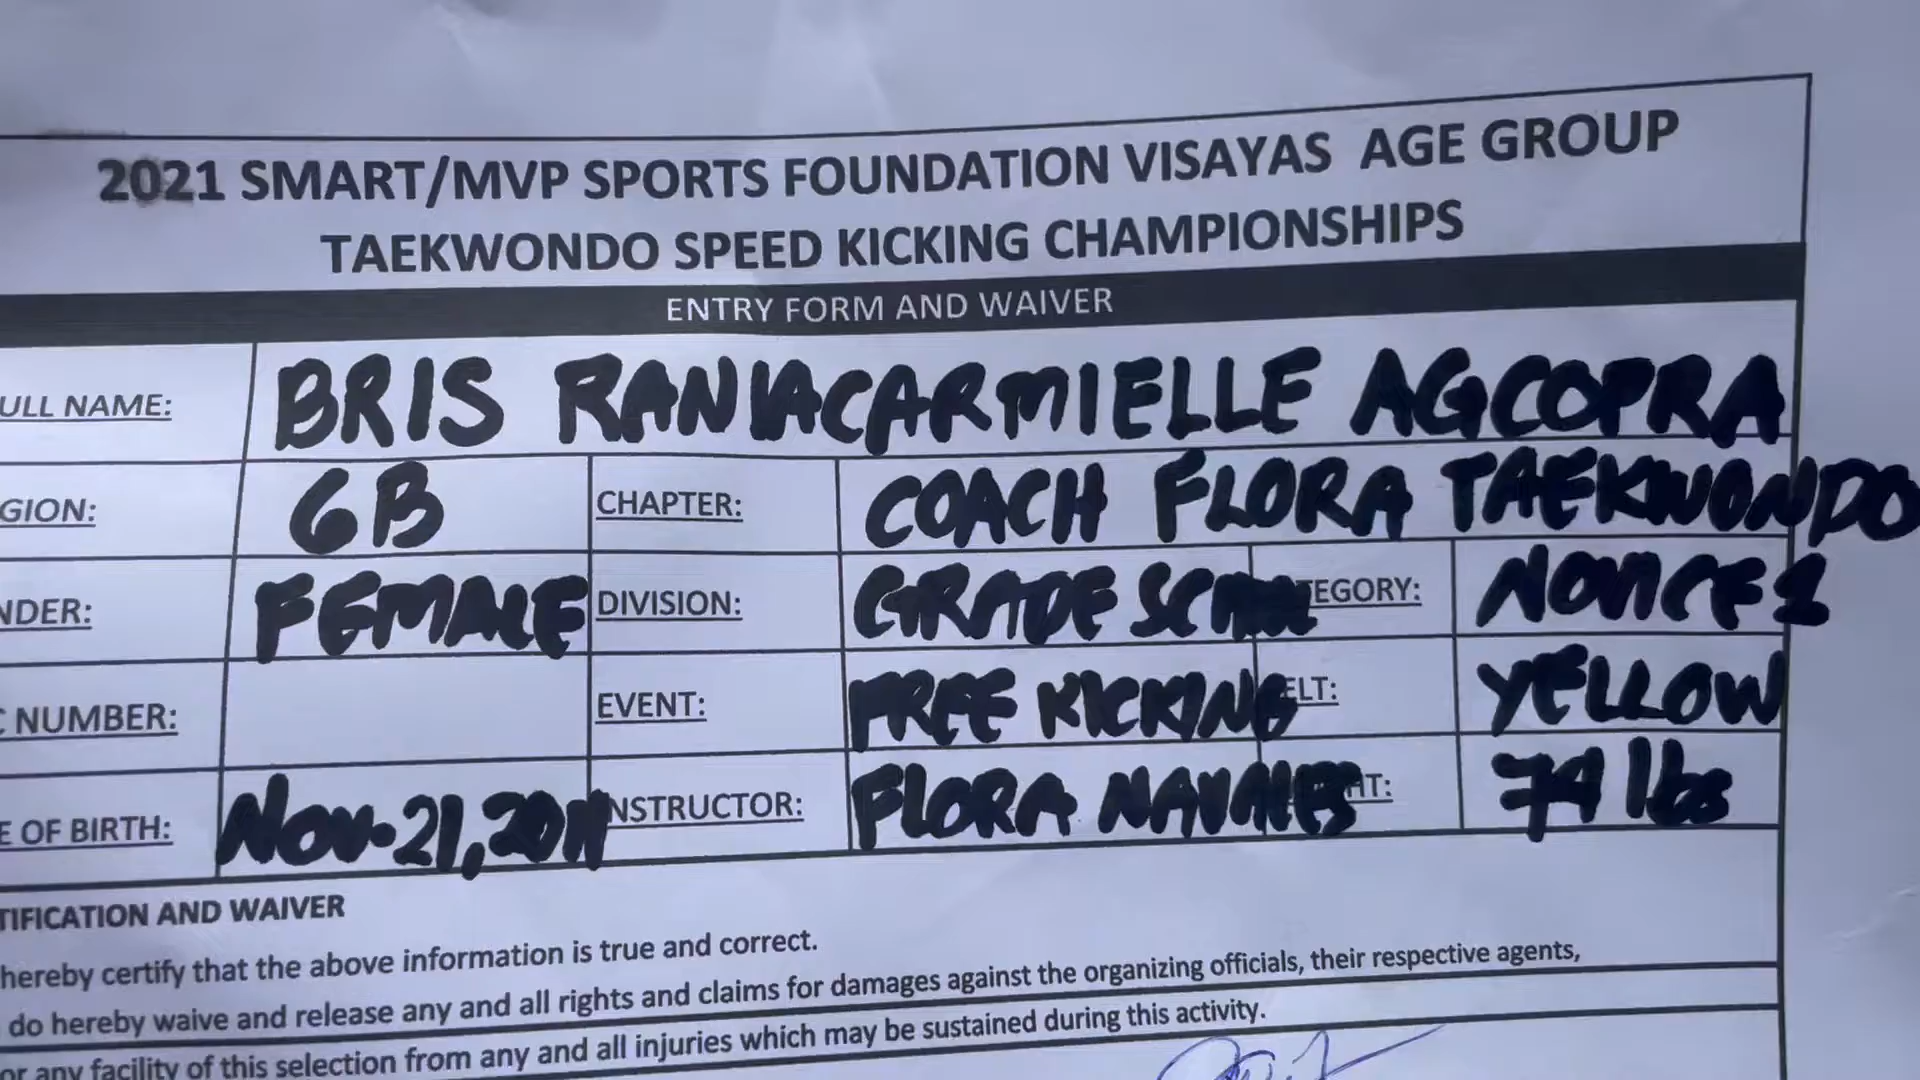 2021 SMART/MVP SPORTS FOUNDATION VISAYAS AGE GROUP
TAEKWONDO SPEED KICKING CHAMPIONSHIPS
ENTRY FORM AND WAIVER
ULL NAME: BRIS RANIACARMIELLE AGCOPRA
GION: 6B CHAPTER: COACH FLORA TAEKWONDO
NDER: FEMALE DIVISION: GRADE SCHOOL EGORY: NOVICE 1
NUMBER: EVENT: FREE KICKING ELT: YELLOW
E OF BIRTH: Nov. 21, 2011 NSTRUCTOR: FLORA HT: lbs
TIFICATION AND WAIVER
hereby certify that the above information is true and correct.
do hereby waive and release any and all rights and claims for damages against the organizing officials, their respective agents,
or any facility of this selection from any and all injuries which may be sustained during this activity.